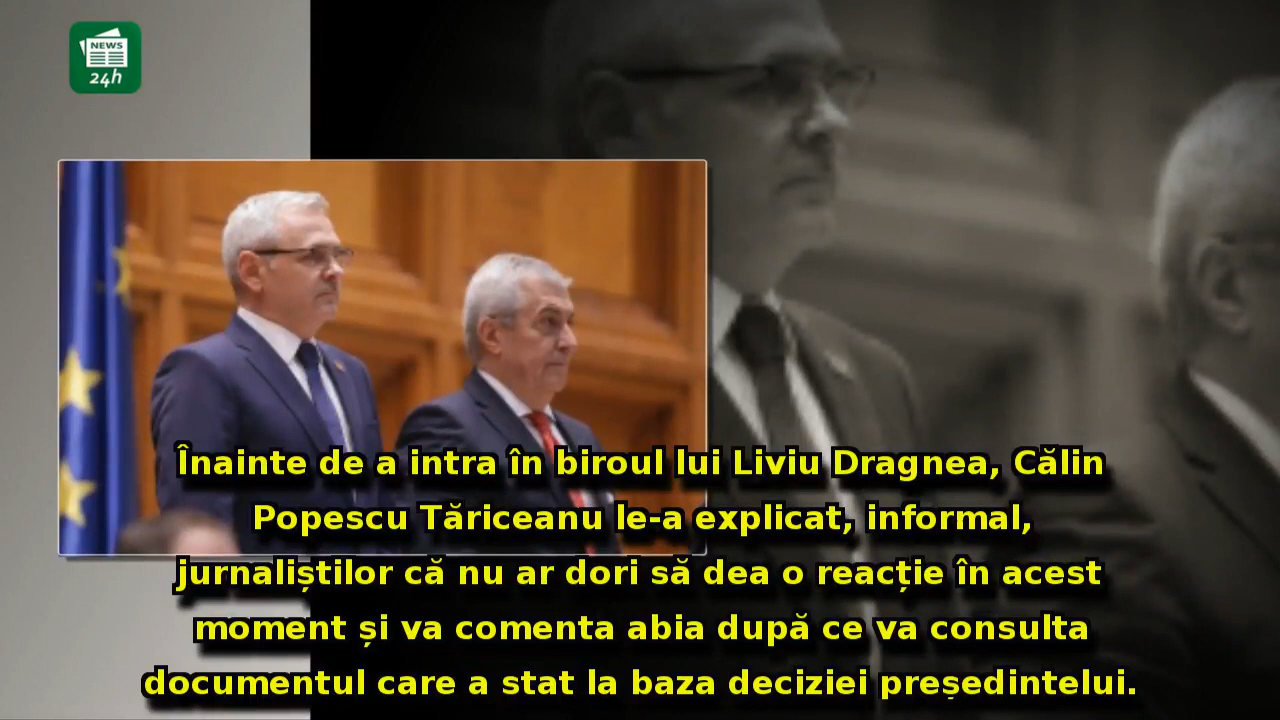 NEWS
24h
Înainte de a intra în biroul lui Liviu Dragnea, Călin
Popescu Tăriceanu le-a explicat, informal,
jurnaliștilor că nu ar dori să dea o reacție în acest
moment și va comenta abia după ce va consulta
documentul care a stat la baza deciziei președintelui.